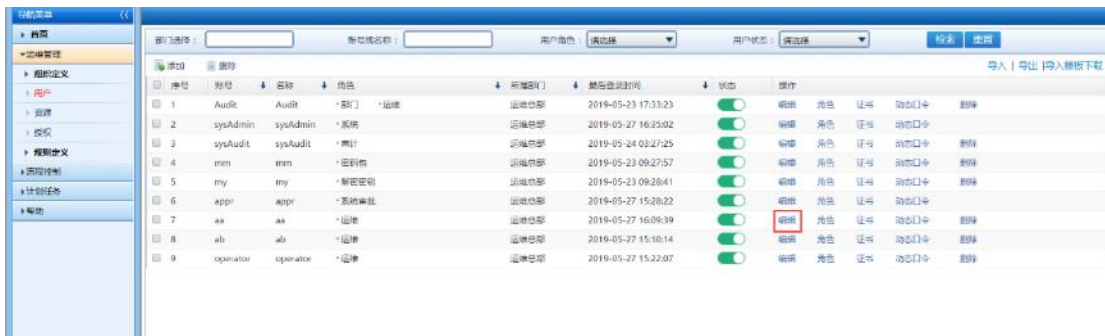 导航菜单
首页
运维管理
组织定义
用户
资源
授权
规则定义
流程控制
计划任务
帮助
部门选择： 账号或名称： 用户角色： 请选择 用户状态： 请选择 检索 重置
添加 删除 导入 | 导出 |导入模板下载
序号 账号 名称 角色 所属部门 最后登录时间 状态 操作
1 Audit Audit 部门 运维 运维总部 2019-05-23 17:33:23 编辑 角色 证书 动态口令 删除
2 sysAdmin sysAdmin 系统 运维总部 2019-05-27 16:35:02 编辑 角色 证书 动态口令
3 sysAudit sysAudit 审计 运维总部 2019-05-24 03:27:25 编辑 角色 证书 动态口令 删除
4 mm mm 密码包 运维总部 2019-05-23 09:27:57 编辑 角色 证书 动态口令 删除
5 my my 解密密钥 运维总部 2019-05-23 09:28:41 编辑 角色 证书 动态口令 删除
6 appr appr 系统审批 运维总部 2019-05-27 15:28:22 编辑 角色 证书 动态口令
7 aa aa 运维 运维总部 2019-05-27 16:09:39 编辑 角色 证书 动态口令 删除
8 ab ab 运维 运维总部 2019-05-27 15:10:14 编辑 角色 证书 动态口令 删除
9 operator operator 运维 运维总部 2019-05-27 15:22:07 编辑 角色 证书 动态口令 删除